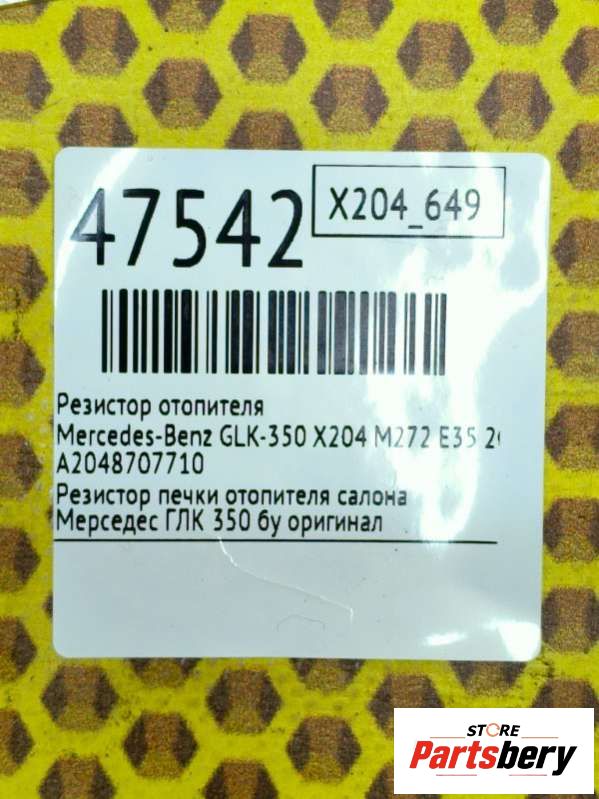 47542
X204_649
Резистор отопителя
Mercedes-Benz GLK-350 X204 M272 E35
A2048707710
Резистор печки отопителя салона
Мерседес ГЛК 350 бу оригинал
STORE
Partsbery